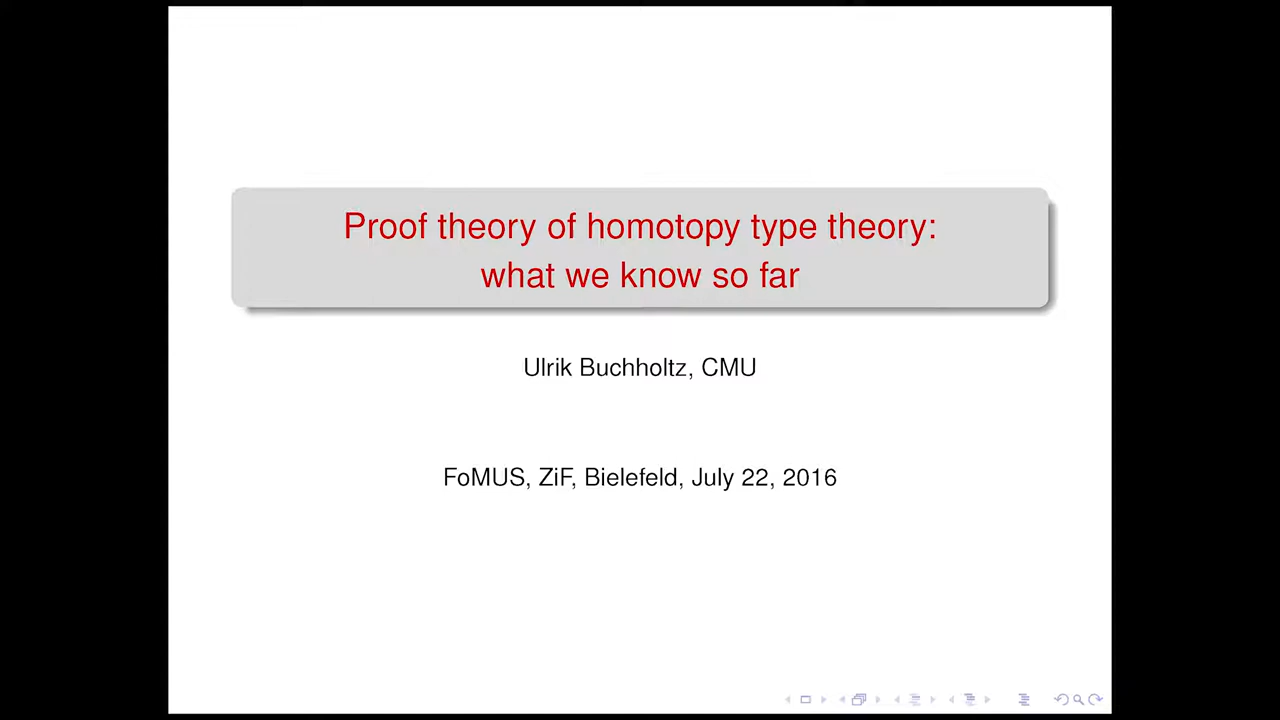 Proof theory of homotopy type theory:
what we know so far
Ulrik Buchholtz, CMU
FoMUS, ZiF, Bielefeld, July 22, 2016